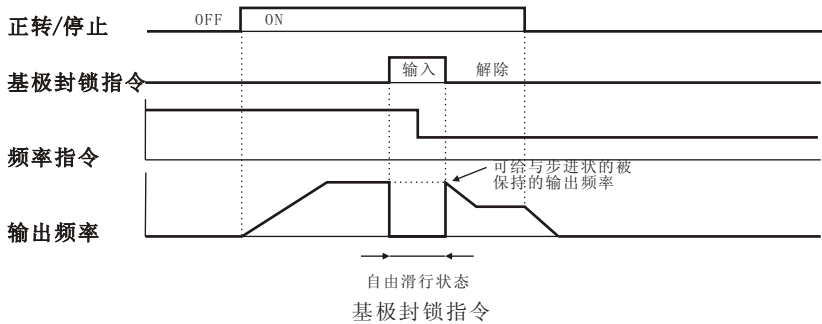 正转/停止
OFF
ON
基极封锁指令
输入
解除
频率指令
可给与步进状的被
保持的输出频率
输出频率
自由滑行状态
基极封锁指令